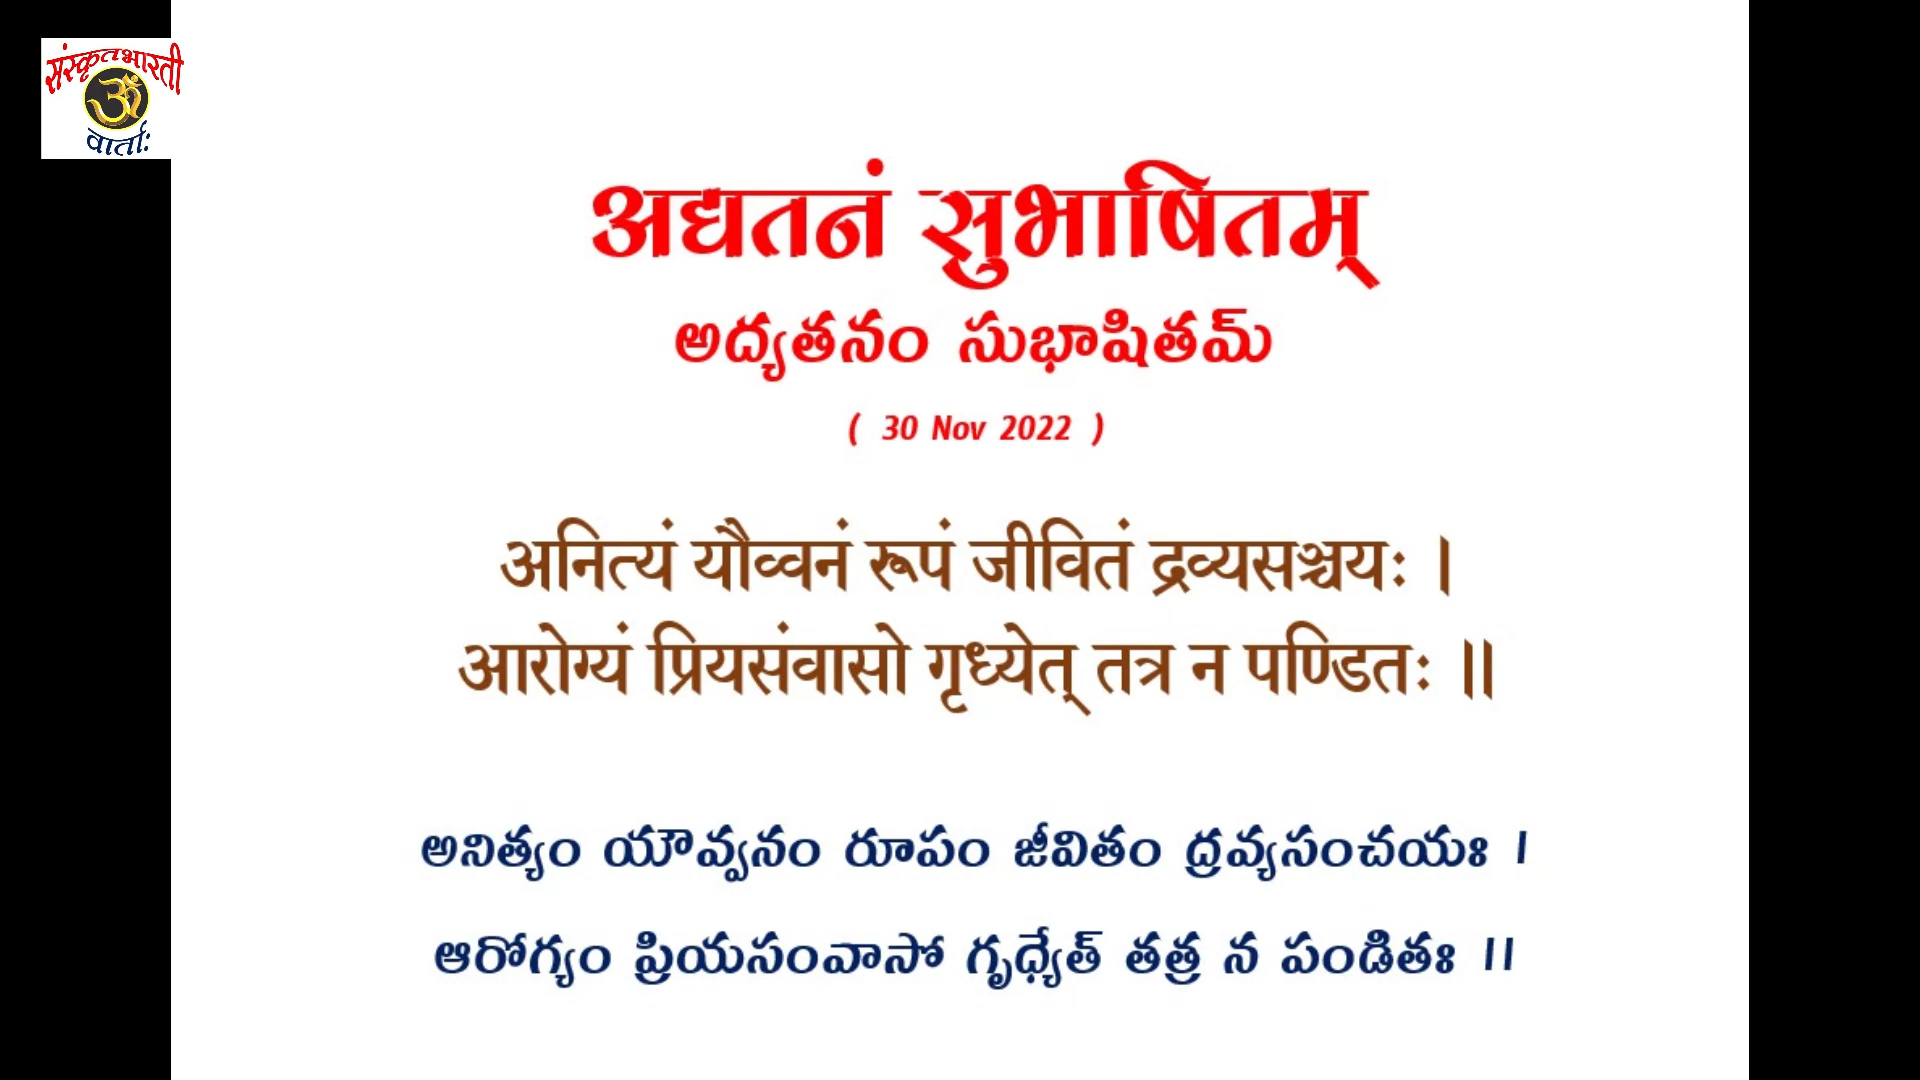 संस्कृतभारती
ॐ
वार्ताः
अद्यतनं सुभाषितम्
అద్యతనం సుభాషితమ్
( 30 Nov 2022 )
अनित्यं यौव्वनं रूपं जीवितं द्रव्यसञ्चयः ।
आरोग्यं प्रियसंवासो गृध्येत् तत्र न पण्डितः ॥
అనిత్యం యౌవ్వనం రూపం జీవితం ద్రవ్యసంచయః ।
ఆరోగ్యం ప్రియసంవాసో గృధ్యేత్ తత్ర న పండితః ।।